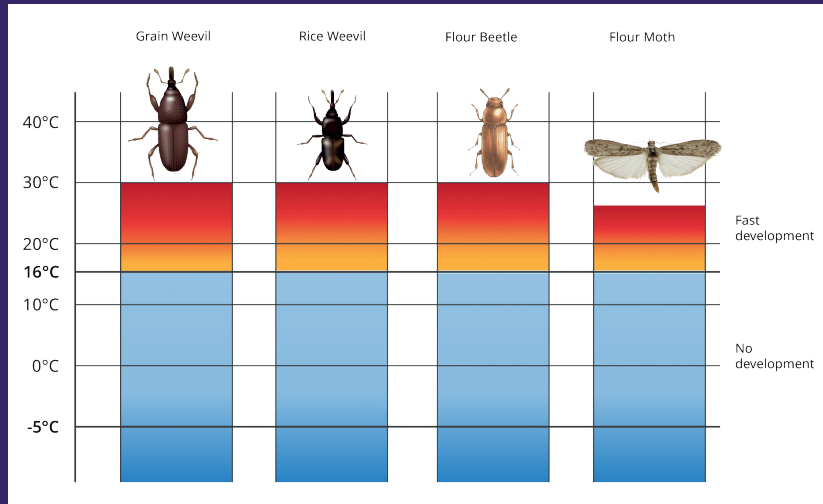 Grain Weevil
Rice Weevil
Flour Beetle
Flour Moth
40°C
30°C
20°C
16°C
10°C
0°C
-5°C
Fast
development
No
development